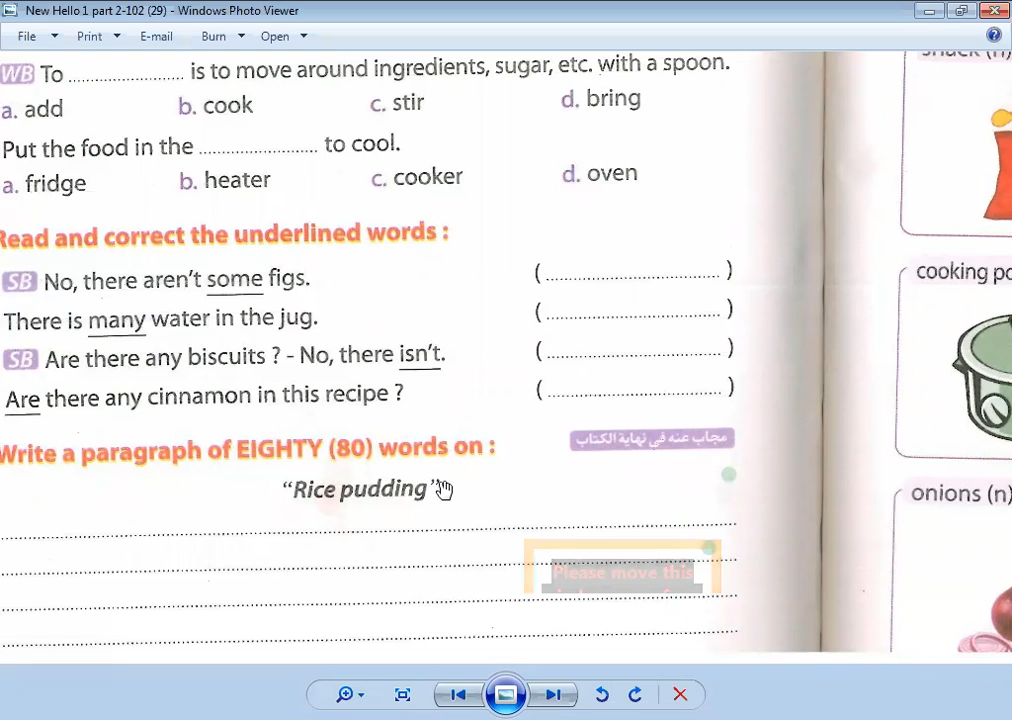 New Hello 1 part 2-102 (29) - Windows Photo Viewer
File Print E-mail Burn Open
WB To .................... is to move around ingredients, sugar, etc. with a spoon.
a. add b. cook c. stir d. bring
Put the food in the .................... to cool.
a. fridge b. heater c. cooker d. oven
Read and correct the underlined words :
SB No, there aren't some figs. (..............................)
There is many water in the jug. (..............................)
SB Are there any biscuits ? - No, there isn't. (..............................)
Are there any cinnamon in this recipe ? (..............................)
Write a paragraph of EIGHTY (80) words on :
مجاب عنه فى نهاية الكتاب
"Rice pudding"
Please move this
cooking
onions (n)